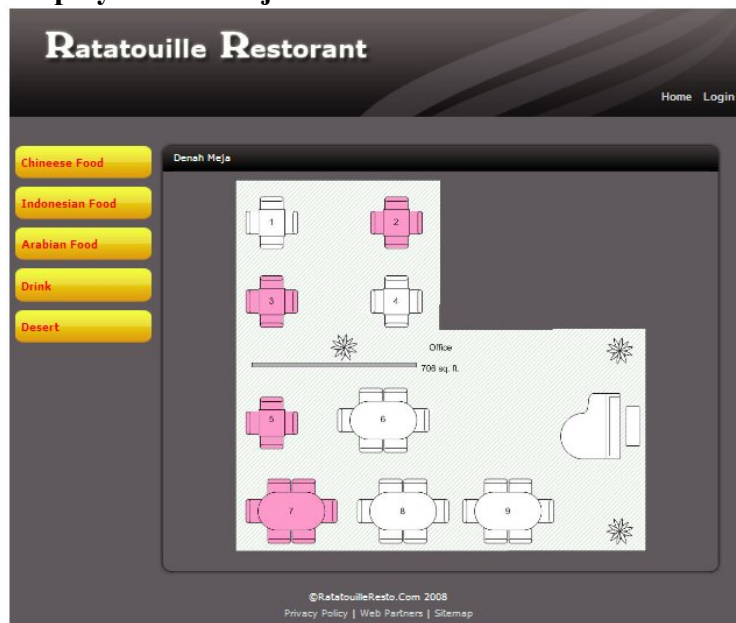 Ratatouille Restorant
Home Login
Chineese Food
Indonesian Food
Arabian Food
Drink
Desert
Denah Meja
1
2
3
4
Office
706 sq. ft.
5
6
7
8
9
©RatatouilleResto.Com 2008
Privacy Policy | Web Partners | Sitemap